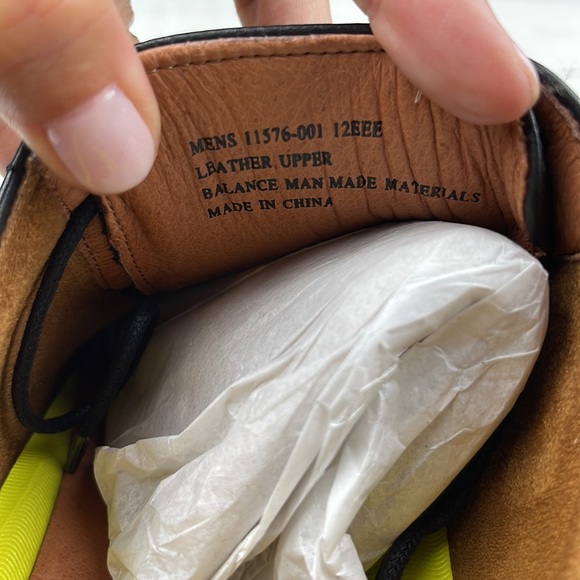 MENS 11576-001 12EEE
LEATHER UPPER
BALANCE MAN MADE MATERIALS
MADE IN CHINA